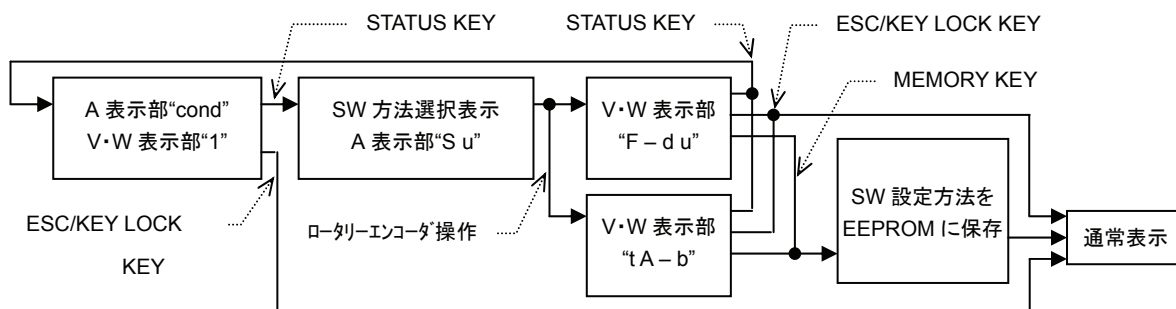 STATUS KEY
STATUS KEY
ESC/KEY LOCK KEY
MEMORY KEY
A 表示部“cond”
V・W 表示部“1”
SW 方法選択表示
A 表示部“S u”
V・W 表示部
“F – d u”
SW 設定方法を
EEPROM に保存
通常表示
V・W 表示部
“t A – b”
ESC/KEY LOCK
KEY
ﾛｰﾀﾘｰｴﾝｺｰﾀﾞ操作